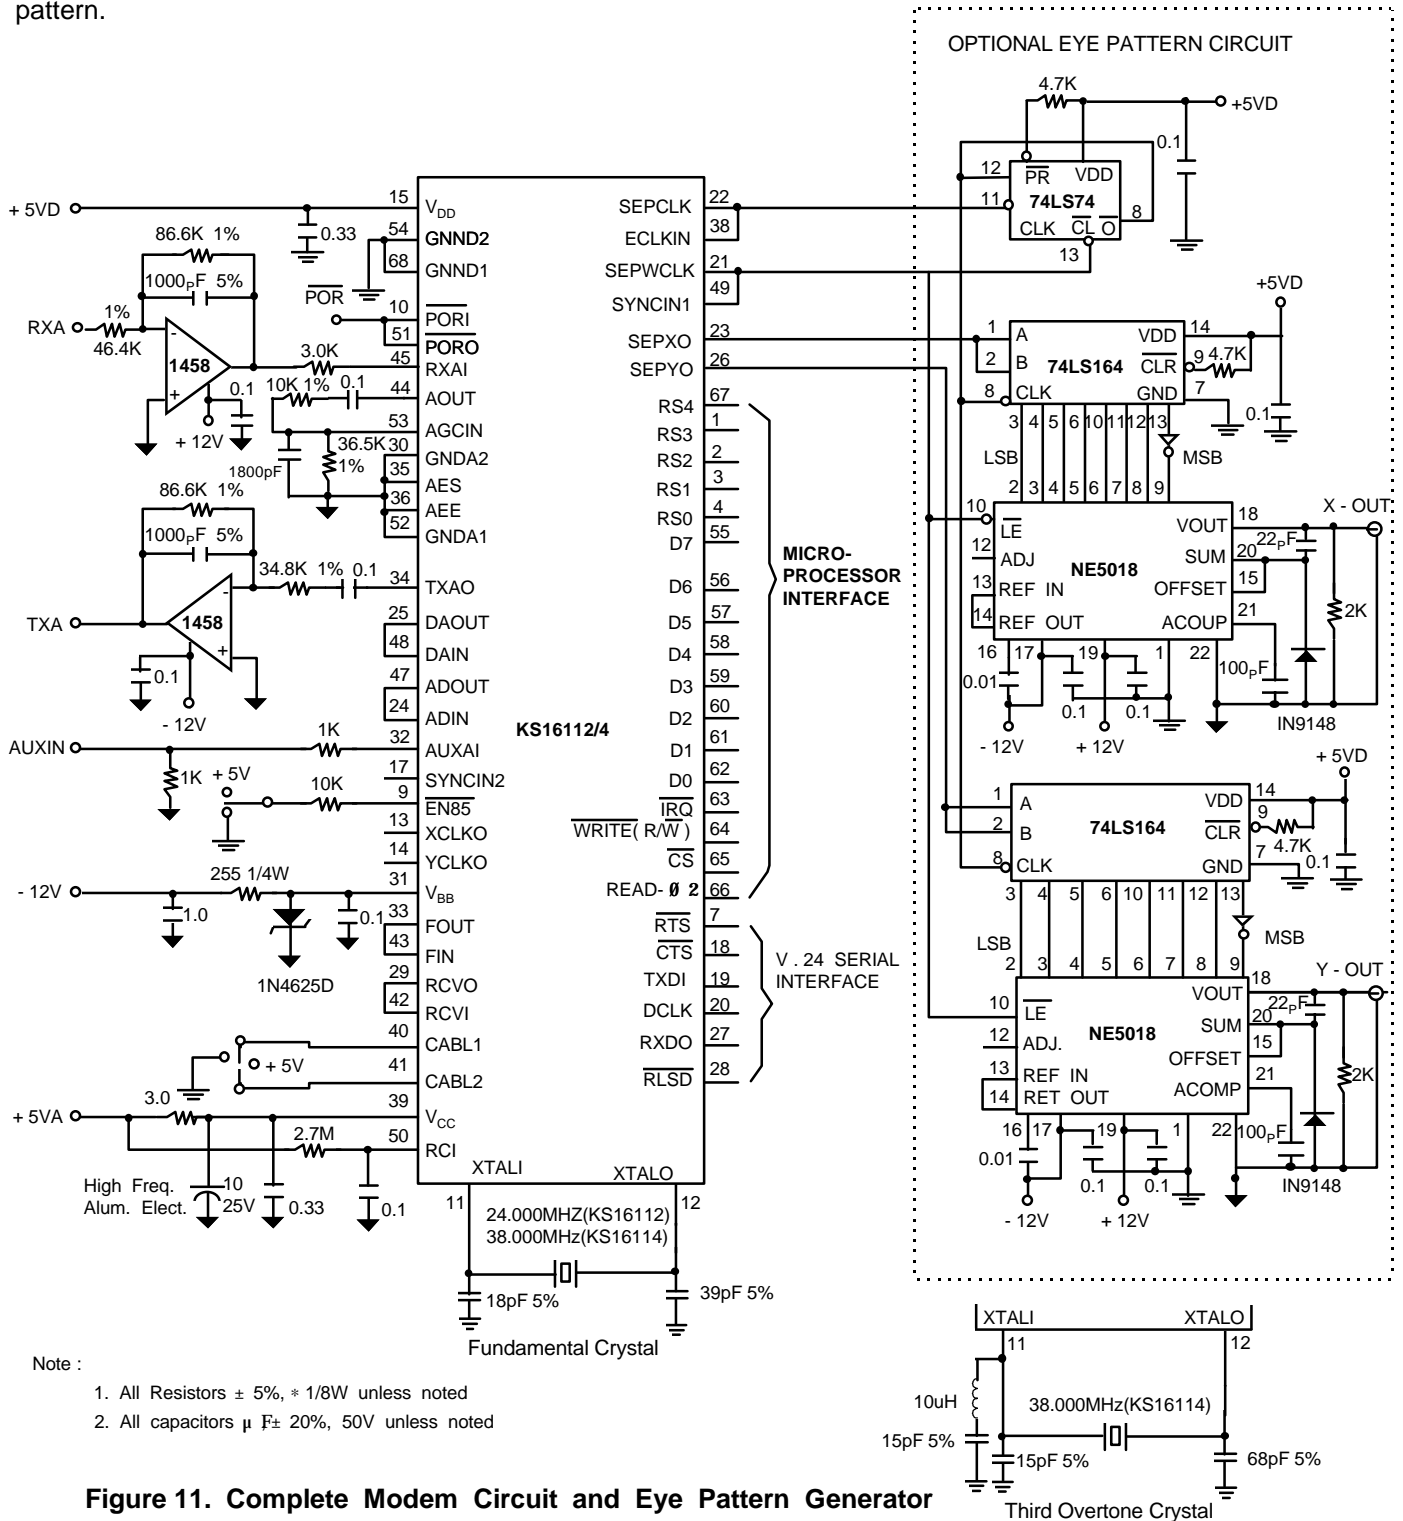 pattern.
OPTIONAL EYE PATTERN CIRCUIT
4.7K
+5VD
0.1
12
PR VDD
74LS74
11
CLK CL O
8
13
+ 5VD
15
VDD
0.33
54
GNND2
68
GNND1
86.6K 1%
1000PF 5%
POR
10
PORI
51
PORO
RXA
1%
46.4K
-
1458
+
3.0K
45
RXAI
0.1
+ 12V
10K 1% 0.1
44
AOUT
53
AGCIN
36.5K
1%
30
GNDA2
1800pF
35
AES
36
AEE
52
GNDA1
86.6K 1%
1000PF 5%
34.8K 1% 0.1
34
TXAO
TXA
-
1458
+
0.1
- 12V
25
DAOUT
48
DAIN
47
ADOUT
24
ADIN
AUXIN
1K
32
AUXAI
1K
17
SYNCIN2
+ 5V
10K
9
EN85
13
XCLKO
14
YCLKO
- 12V
255 1/4W
31
VBB
1.0
0.1
33
FOUT
43
FIN
1N4625D
29
RCVO
42
RCVI
40
CABL1
+ 5V
41
CABL2
+ 5VA
3.0
39
VCC
2.7M
50
RCI
High Freq.
Alum. Elect.
10
25V
0.33
0.1
KS16112/4
SEPCLK 22
ECLKIN 38
SEPWCLK 21
SYNCIN1 49
SEPXO 23
SEPYO 26
RS4 67
RS3 1
RS2 2
RS1 3
RS0 4
D7 55
D6 56
D5 57
D4 58
D3 59
D2 60
D1 61
D0 62
IRQ 63
WRITE( R/W ) 64
CS 65
READ- Ø 2 66
RTS 7
CTS 18
TXDI 19
DCLK 20
RXDO 27
RLSD 28
MICRO-
PROCESSOR
INTERFACE
V . 24 SERIAL
INTERFACE
XTALI XTALO
11 12
24.000MHZ(KS16112)
38.000MHz(KS16114)
18pF 5%
39pF 5%
Fundamental Crystal
+5VD
1 A VDD 14
2 B 74LS164 CLR 9 4.7K
8 CLK GND 7
0.1
3 4 5 6 10 11 12 13
LSB MSB
2 3 4 5 6 7 8 9
10 LE VOUT 18
X - OUT
22PF
12 ADJ SUM 20
NE5018
13 REF IN OFFSET 15
14 REF OUT ACOUP 21
2K
16 17 19 1 22
0.01 100PF
0.1 0.1
IN9148
- 12V + 12V
+ 5VD
1 A VDD 14
2 B 74LS164 CLR 9
4.7K
8 CLK GND 7
0.1
3 4 5 6 10 11 12 13
LSB MSB
2 3 4 5 6 7 8 9
10 LE VOUT 18
Y - OUT
22PF
12 ADJ. NE5018 SUM 20
OFFSET 15
13 REF IN
14 RET OUT ACOMP 21
2K
16 17 19 1 22
0.01 100PF
0.1 0.1
IN9148
- 12V + 12V
XTALI XTALO
11 12
10uH
38.000MHz(KS16114)
15pF 5%
15pF 5%
68pF 5%
Third Overtone Crystal
Note :
1. All Resistors ± 5%, * 1/8W unless noted
2. All capacitors µ F± 20%, 50V unless noted
Figure 11. Complete Modem Circuit and Eye Pattern Generator